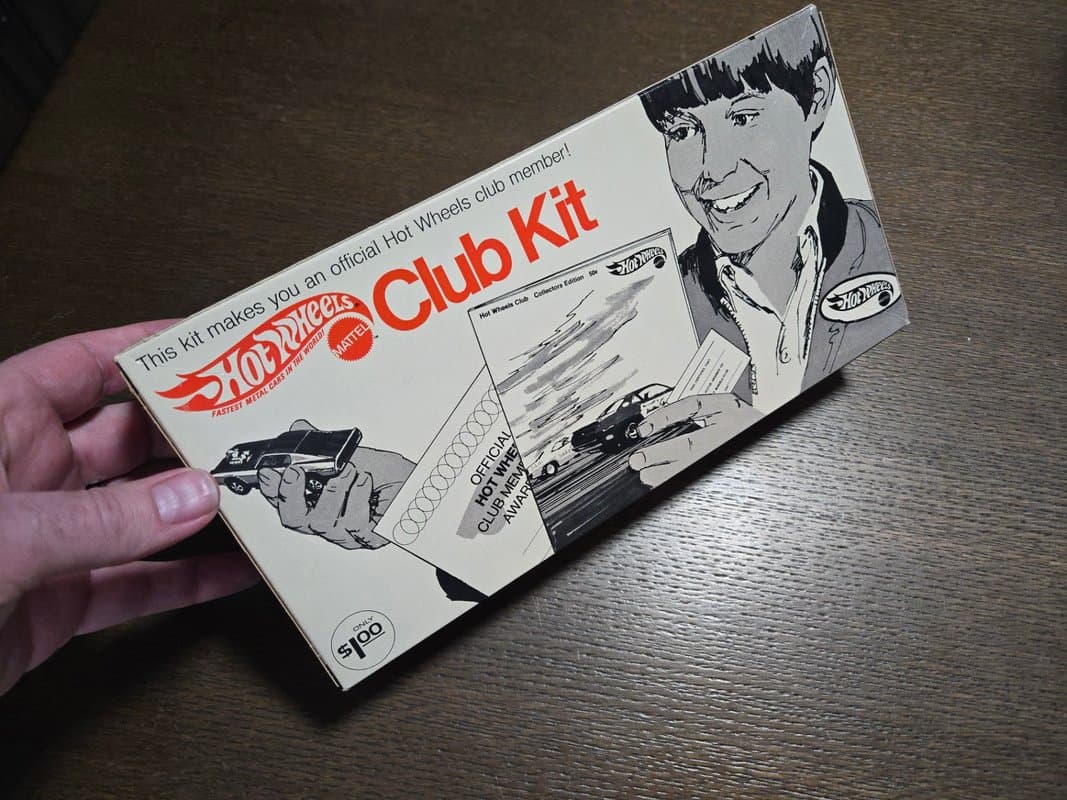 This kit makes you an official Hot Wheels club member!
HOT WHEELS
FASTEST METAL CARS IN THE WORLD!
MATTEL
Club Kit
Hot Wheels Club Collectors Edition 50¢
HOT WHEELS
HOT WHEELS
OFFICIAL
HOT WHE
CLUB MEM
AWAR
ONLY
$1.00